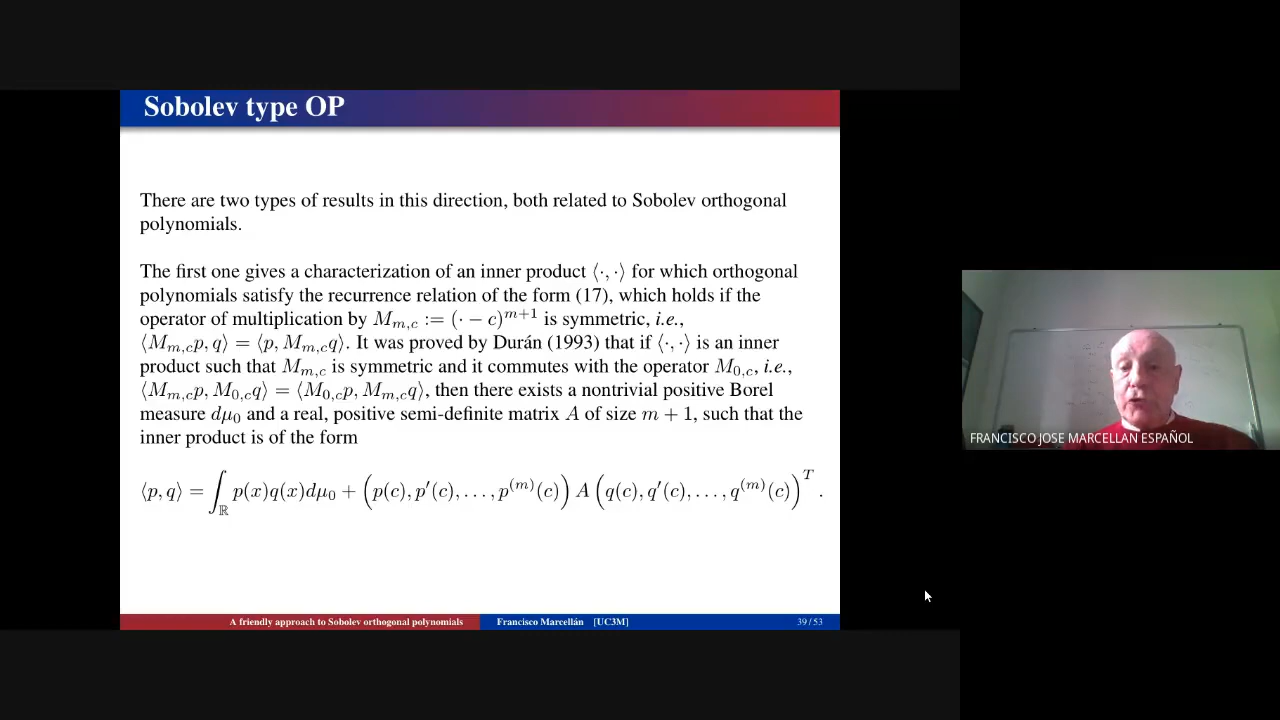 Sobolev type OP
There are two types of results in this direction, both related to Sobolev orthogonal
polynomials.
The first one gives a characterization of an inner product ⟨·, ·⟩ for which orthogonal
polynomials satisfy the recurrence relation of the form (17), which holds if the
operator of multiplication by M_{m,c} := (· − c)^{m+1} is symmetric, i.e.,
⟨M_{m,c}p, q⟩ = ⟨p, M_{m,c}q⟩. It was proved by Durán (1993) that if ⟨·, ·⟩ is an inner
product such that M_{m,c} is symmetric and it commutes with the operator M_{0,c}, i.e.,
⟨M_{m,c}p, M_{0,c}q⟩ = ⟨M_{0,c}p, M_{m,c}q⟩, then there exists a nontrivial positive Borel
measure dμ_0 and a real, positive semi-definite matrix A of size m + 1, such that the
inner product is of the form
⟨p, q⟩ = ∫_ℝ p(x)q(x)dμ_0 + (p(c), p′(c), . . . , p^{(m)}(c)) A (q(c), q′(c), . . . , q^{(m)}(c))^T .
A friendly approach to Sobolev orthogonal polynomials Francisco Marcellán [UC3M] 39 / 53
FRANCISCO JOSE MARCELLAN ESPAÑOL